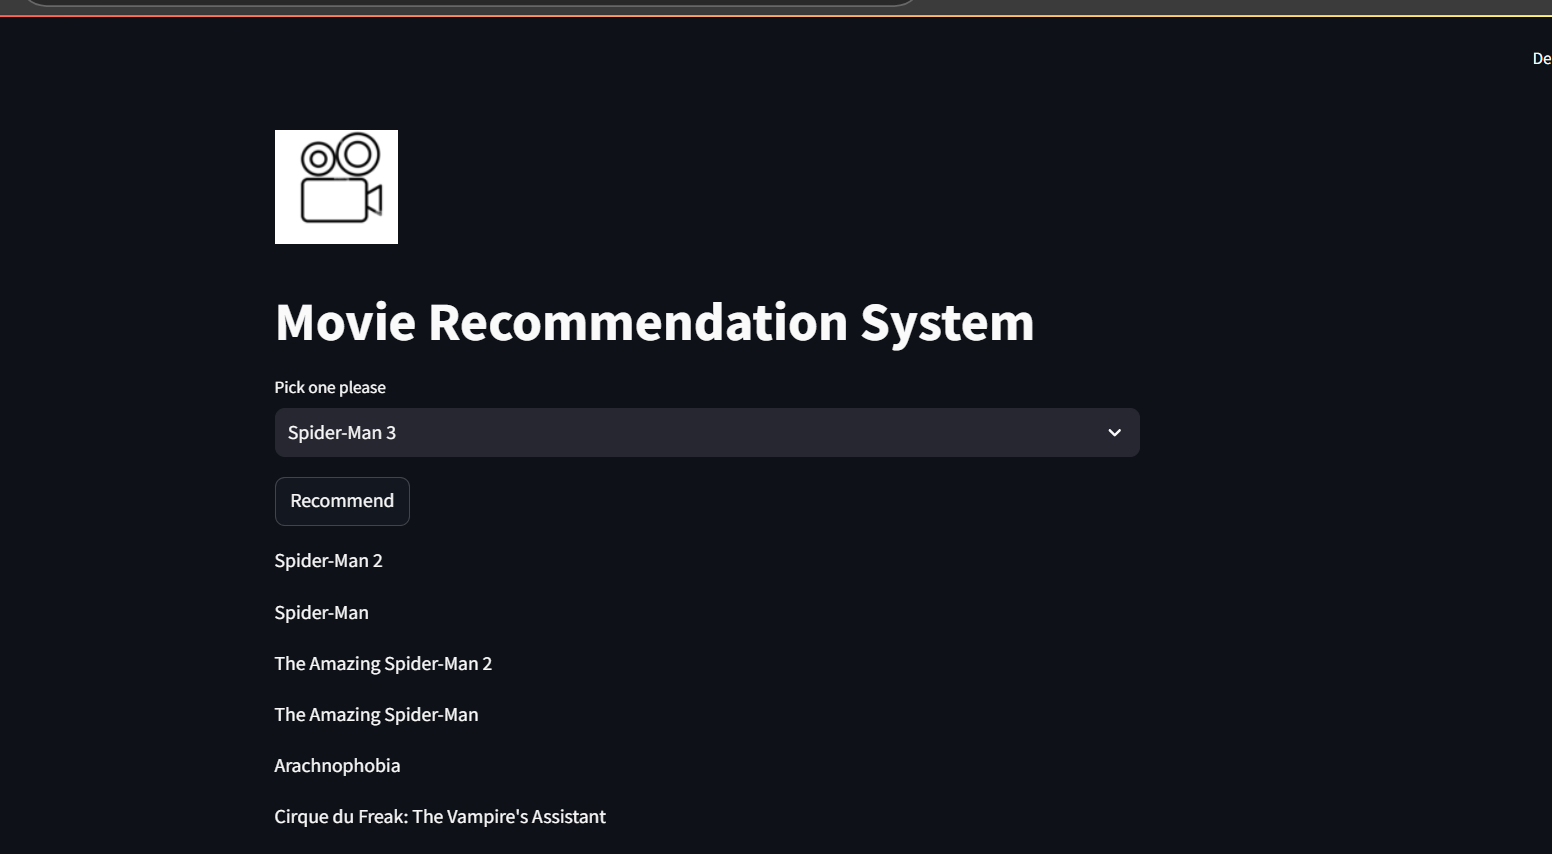 Movie Recommendation System
Pick one please
Spider-Man 3
Recommend
Spider-Man 2
Spider-Man
The Amazing Spider-Man 2
The Amazing Spider-Man
Arachnophobia
Cirque du Freak: The Vampire's Assistant